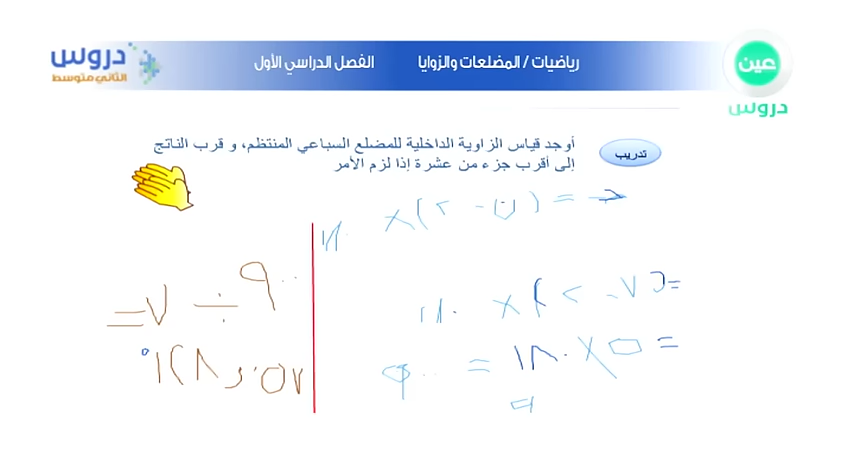 دروس
الثاني متوسط
رياضيات / المضلعات والزوايا الفصل الدراسي الأول
عين
دروس
تدريب
أوجد قياس الزاوية الداخلية للمضلع السباعي المنتظم، و قرب الناتج
إلى أقرب جزء من عشرة إذا لزم الأمر
= (ن - ٢) × ١٨٠
= (٧ - ٢) × ١٨٠
= ٥ × ١٨٠ = ٩٠٠
٩٠٠ ÷ ٧ =